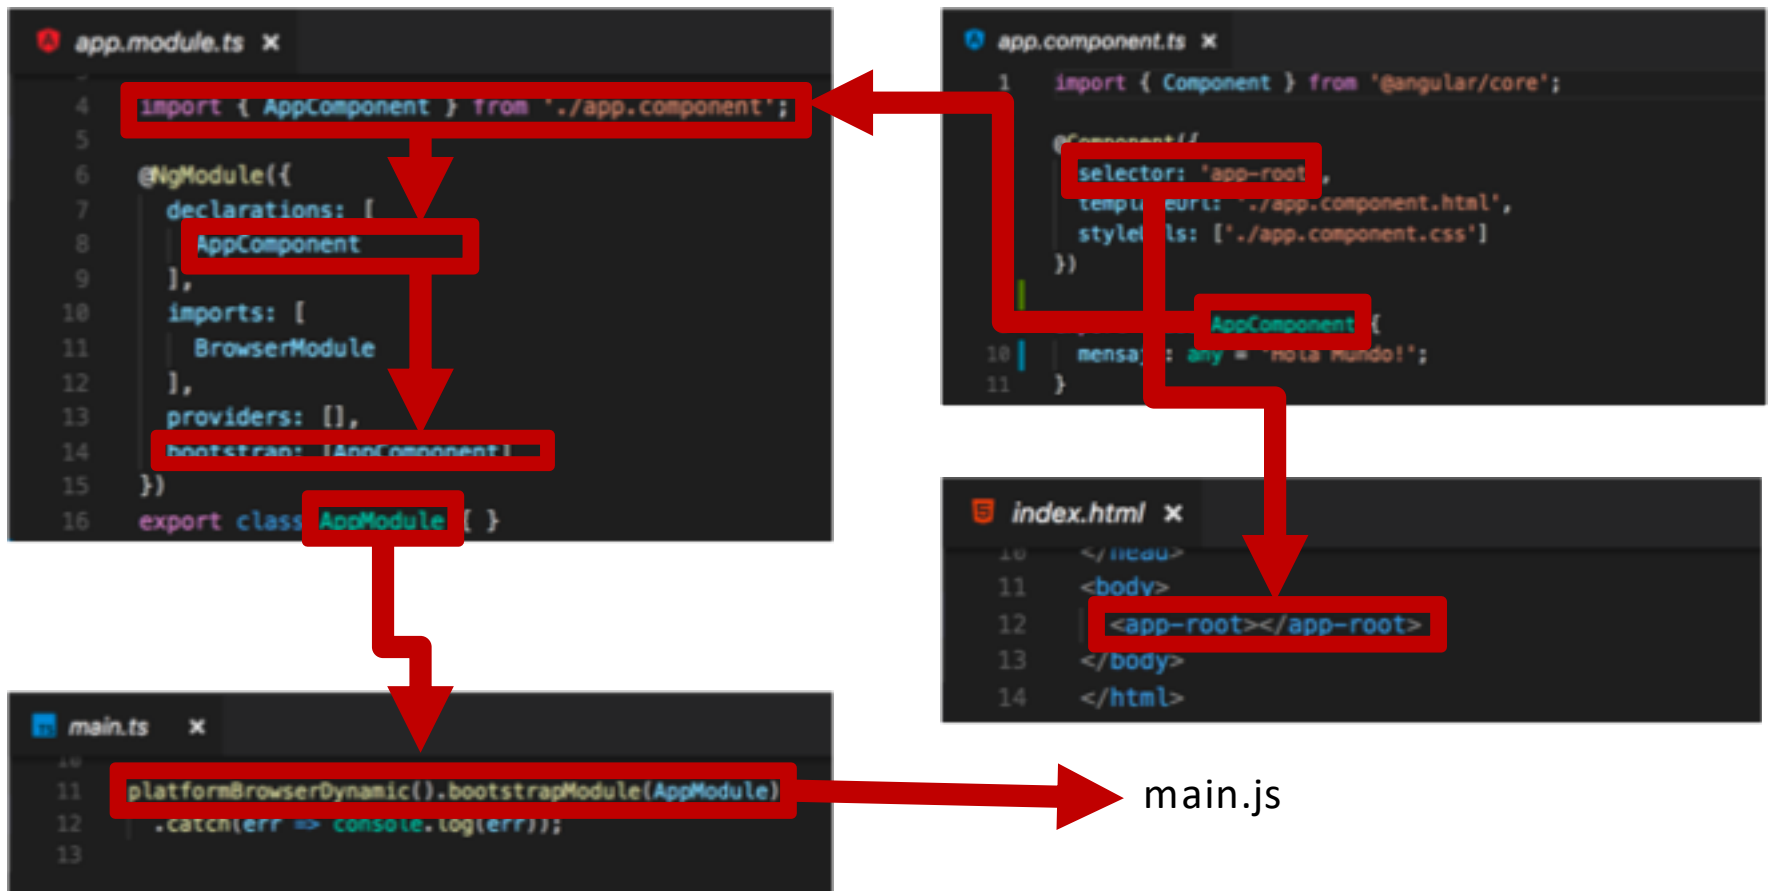 app.module.ts ×
4 import { AppComponent } from './app.component';
5
6 @NgModule({
7 declarations: [
8 AppComponent
9 ],
10 imports: [
11 BrowserModule
12 ],
13 providers: [],
14 bootstrap: [AppComponent]
15 })
16 export class AppModule { }
app.component.ts ×
1 import { Component } from '@angular/core';
@Component({
selector: 'app-root',
templateUrl: './app.component.html',
styleUrls: ['./app.component.css']
})
AppComponent {
10 mensaje: any = 'Hola Mundo!';
11 }
index.html ×
10 </head>
11 <body>
12 <app-root></app-root>
13 </body>
14 </html>
main.ts ×
10
11 platformBrowserDynamic().bootstrapModule(AppModule)
12 .catch(err => console.log(err));
13
main.js